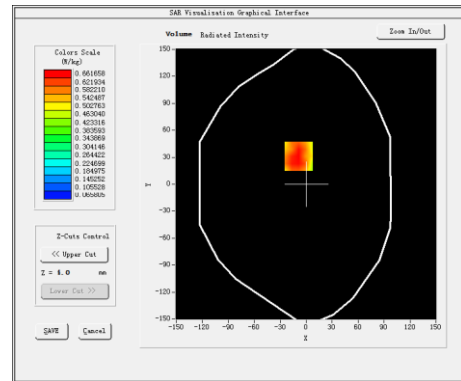 SAR Visualisation Graphical Interface
Volume Radiated Intensity
Zoom In/Out
Colors Scale
(W/kg)
0.661658
0.621934
0.582210
0.542487
0.502763
0.463040
0.423316
0.383593
0.343869
0.304146
0.264422
0.224699
0.184975
0.145252
0.105528
0.065805
Z-Cuts Control
<< Upper Cut
Z = 4.0 mm
Lower Cut >>
SAVE Cancel
150-
120-
90-
60-
30-
Y
0-
-30-
-60-
-90-
-120-
-150-
-150 -120 -90 -60 -30 0 30 60 90 120 150
X